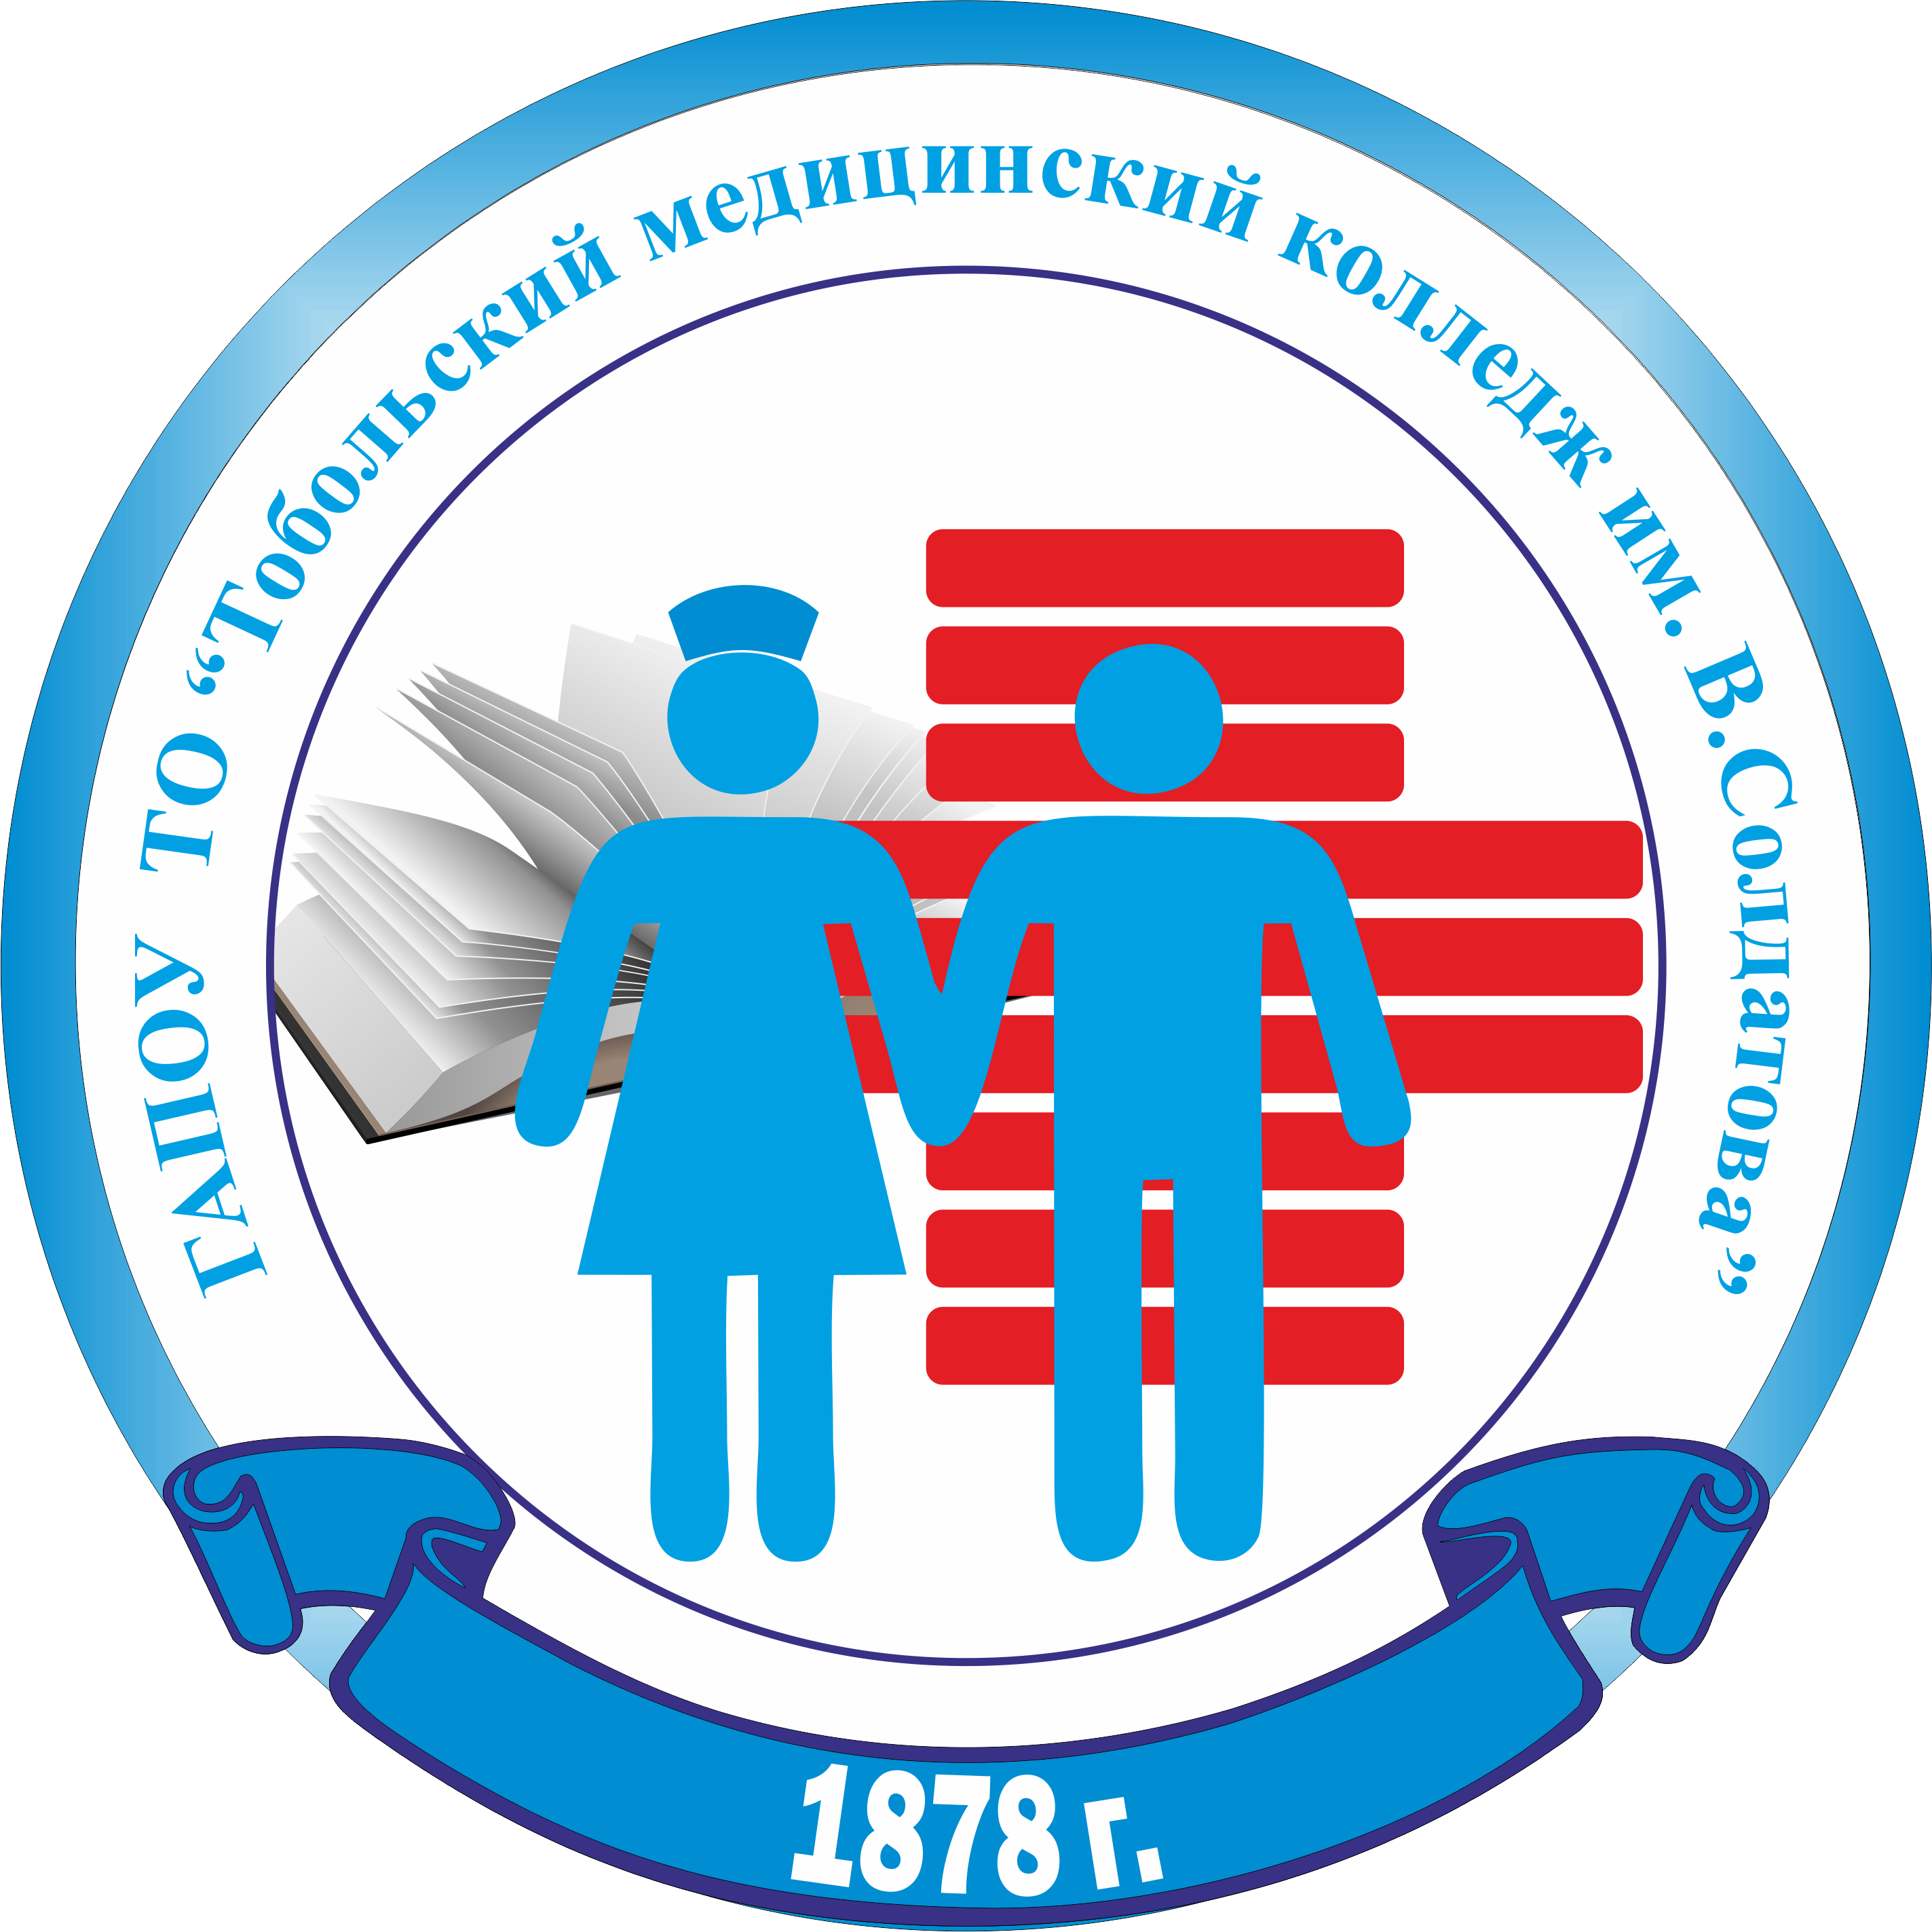 ГАПОУ ТО „Тобольский медицинский колледж им. В.Солдатова”
1878 г.